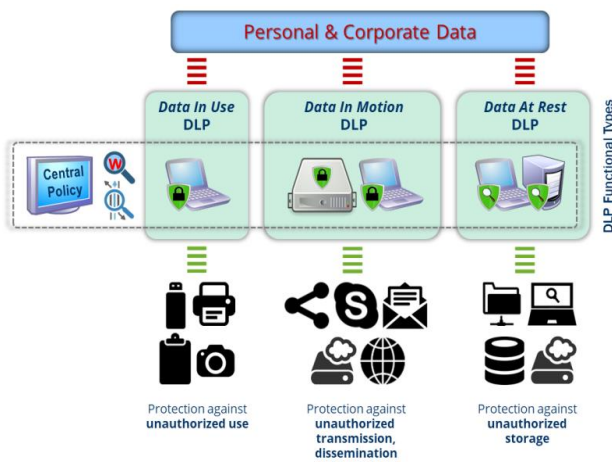 Personal & Corporate Data
Data In Use
DLP
Data In Motion
DLP
Data At Rest
DLP
DLP Functional Types
Central
Policy
W
S
Protection against
unauthorized use
Protection against
unauthorized
transmission,
dissemination
Protection against
unauthorized
storage